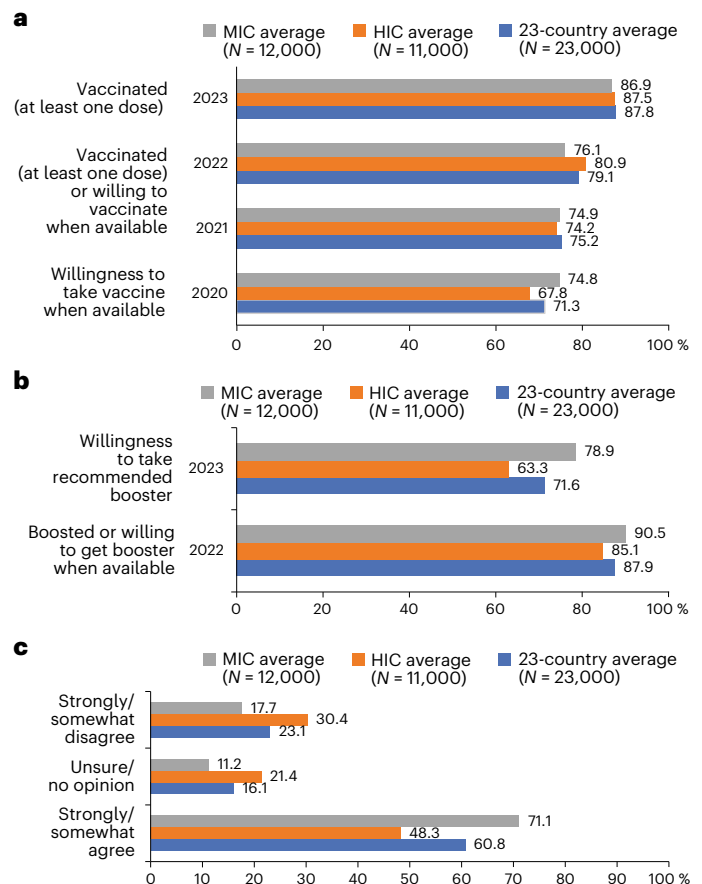 a
MIC average
(N = 12,000)
HIC average
(N = 11,000)
23-country average
(N = 23,000)
Vaccinated
(at least one dose)
2023
86.9
87.5
87.8
Vaccinated
(at least one dose)
or willing to
vaccinate
when available
2022
76.1
80.9
79.1
2021
74.9
74.2
75.2
Willingness to
take vaccine
when available
2020
74.8
67.8
71.3
0 20 40 60 80 100 %
b
MIC average
(N = 12,000)
HIC average
(N = 11,000)
23-country average
(N = 23,000)
Willingness
to take
recommended
booster
2023
78.9
63.3
71.6
Boosted or willing
to get booster
when available
2022
90.5
85.1
87.9
0 20 40 60 80 100 %
c
MIC average
(N = 12,000)
HIC average
(N = 11,000)
23-country average
(N = 23,000)
Strongly/
somewhat
disagree
17.7
30.4
23.1
Unsure/
no opinion
11.2
21.4
16.1
Strongly/
somewhat
agree
71.1
48.3
60.8
0 10 20 30 40 50 60 70 80 90 100 %